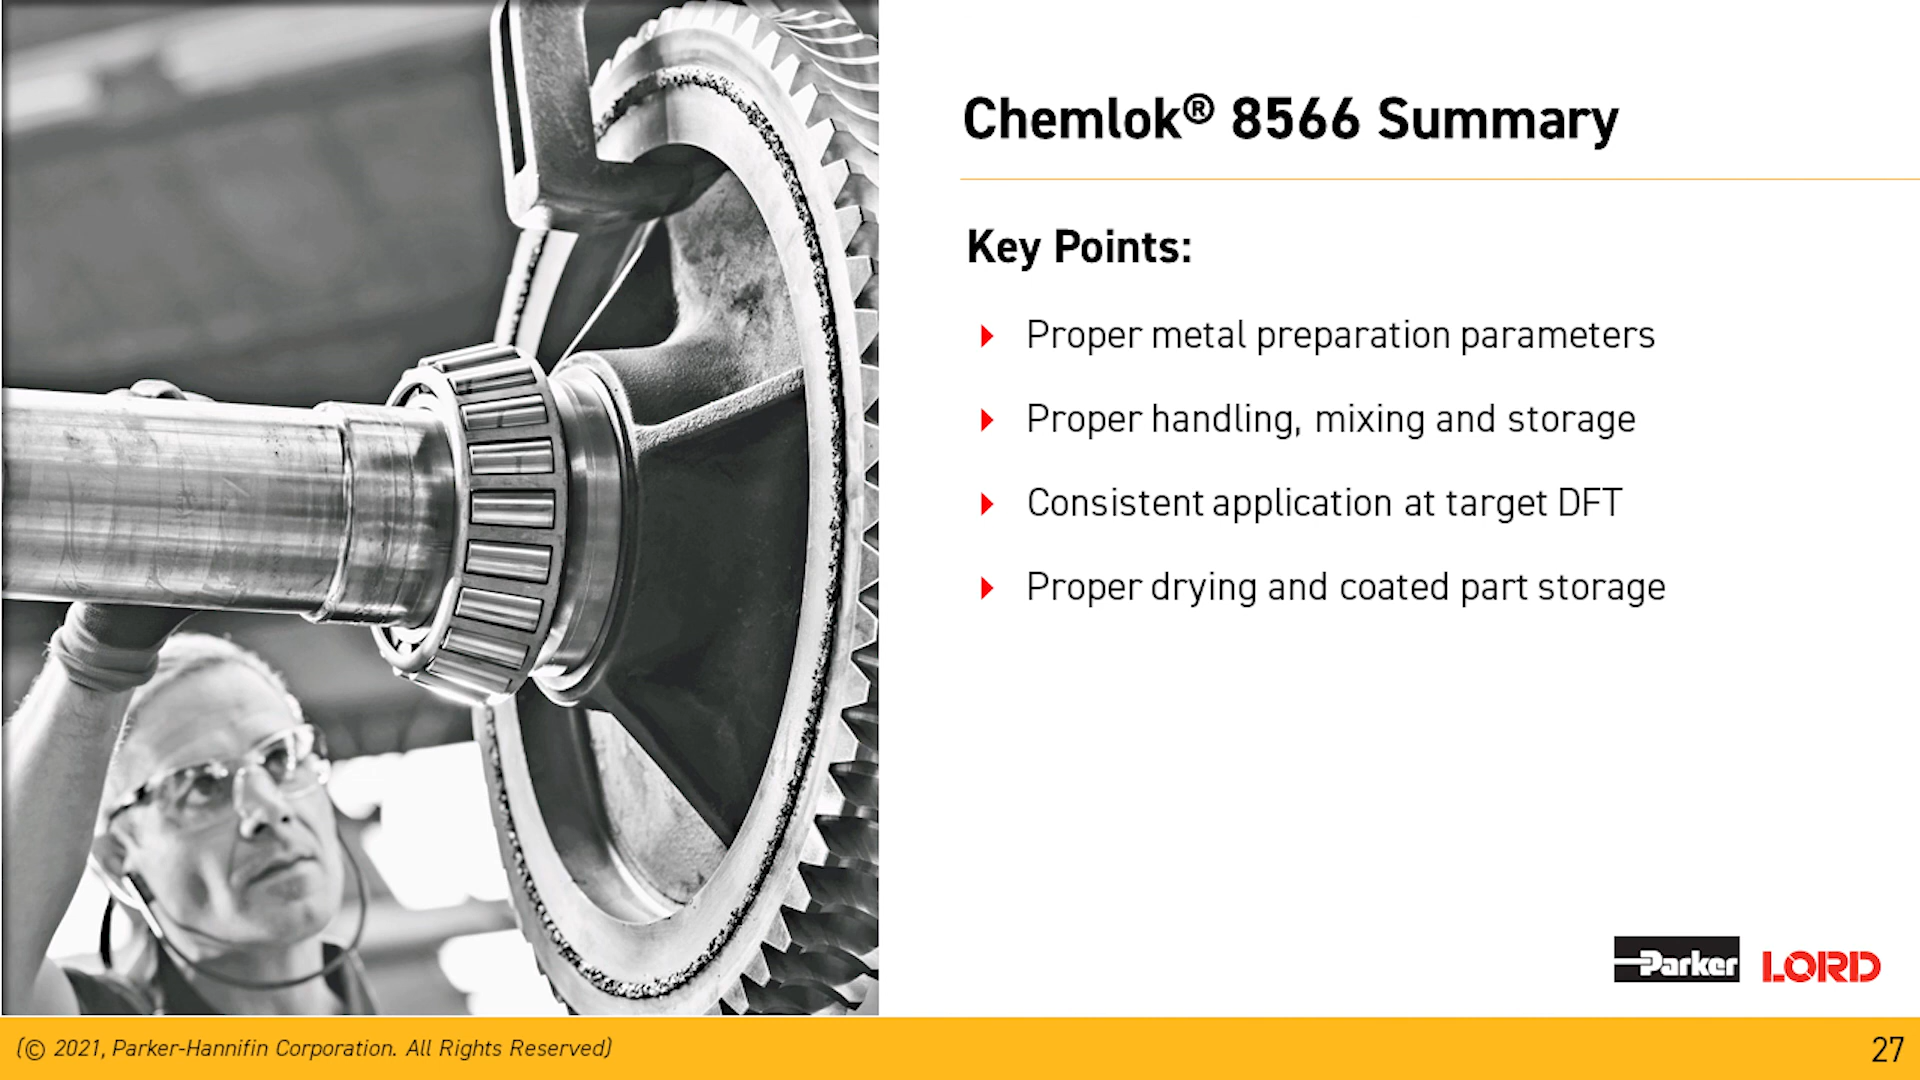 Chemlok® 8566 Summary
Key Points:
Proper metal preparation parameters
Proper handling, mixing and storage
Consistent application at target DFT
Proper drying and coated part storage
Parker LORD
(© 2021, Parker-Hannifin Corporation. All Rights Reserved)
27